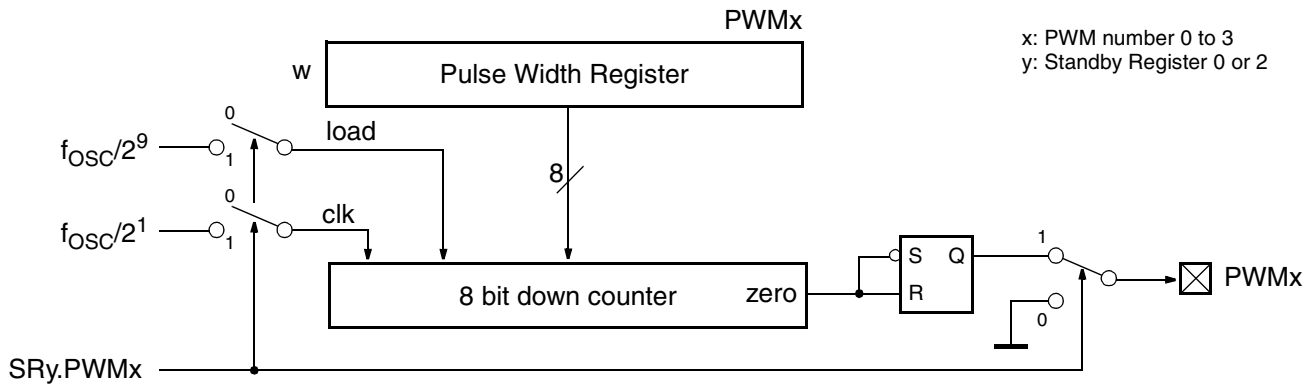 PWMx
x: PWM number 0 to 3
y: Standby Register 0 or 2
w
Pulse Width Register
0
load
fOSC/2⁹
1
8
0
clk
fOSC/2¹
1
8 bit down counter
zero
S
Q
R
1
0
PWMx
SRy.PWMx